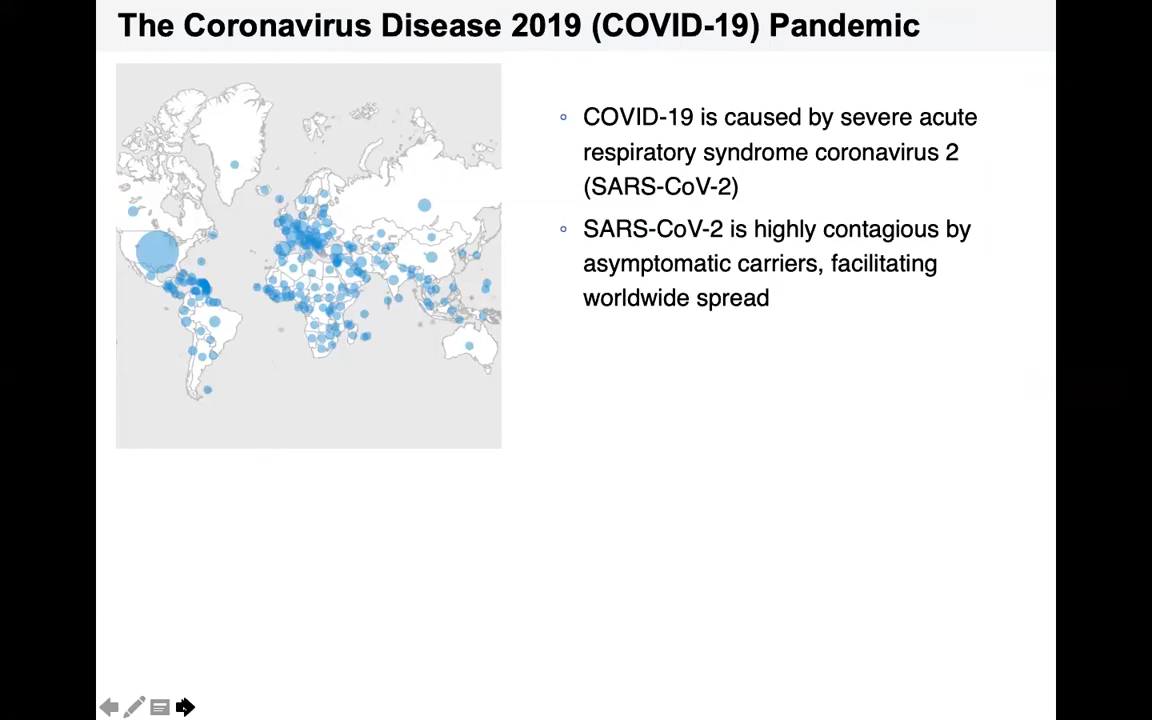 The Coronavirus Disease 2019 (COVID-19) Pandemic
COVID-19 is caused by severe acute
respiratory syndrome coronavirus 2
(SARS-CoV-2)
SARS-CoV-2 is highly contagious by
asymptomatic carriers, facilitating
worldwide spread